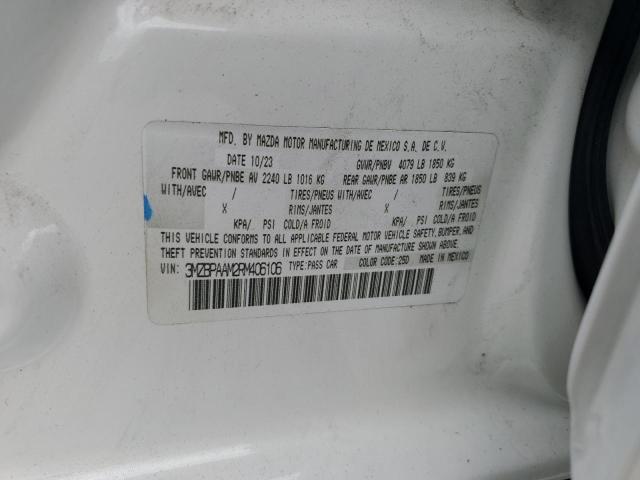 MFD. BY MAZDA MOTOR MANUFACTURING DE MEXICO S.A. DE C.V.
DATE 10/23 GVWR/PNBV 4079 LB 1850 KG
FRONT GAWR/PNBE AV 2240 LB 1016 KG REAR GAWR/PNBE AR 1850 LB 839 KG
WITH/AVEC / TIRES/PNEUS WITH/AVEC / TIRES/PNEUS
X RIMS/JANTES X RIMS/JANTES
KPA/ PSI COLD/A FROID KPA/ PSI COLD/A FROID
THIS VEHICLE CONFORMS TO ALL APPLICABLE FEDERAL MOTOR VEHICLE SAFETY, BUMPER, AND
THEFT PREVENTION STANDARDS IN EFFECT ON THE DATE OF MANUFACTURE SHOWN ABOVE.
VIN: 3MZBPAAM2RM406106 TYPE:PASS CAR COLOR CODE:25D MADE IN MEXICO